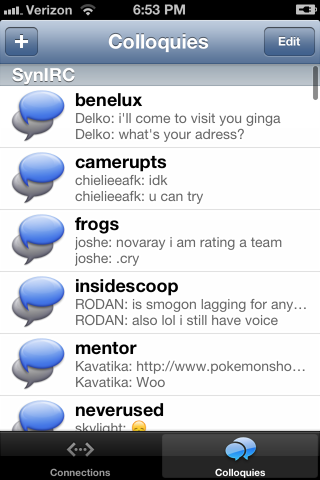 Verizon 6:53 PM
+ Colloquies Edit
SynIRC
benelux
Delko: i'll come to visit you ginga
Delko: what's your adress?
camerupts
chielieeafk: idk
chielieeafk: u can try
frogs
joshe: novaray i am rating a team
joshe: .cry
insidescoop
RODAN: is smogon lagging for any...
RODAN: also lol i still have voice
mentor
Kavatika: http://www.pokemonsho...
Kavatika: Woo
neverused
skylight: 😞
Connections Colloquies